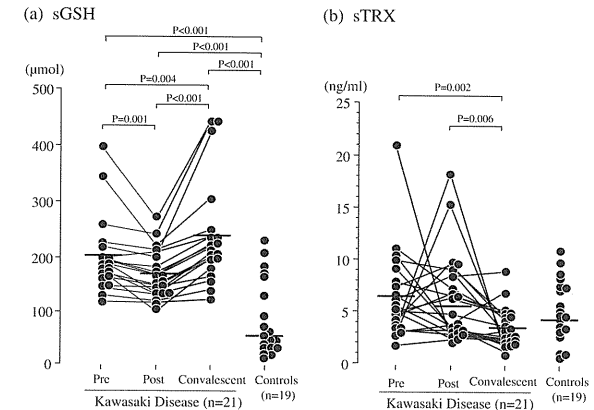 (a) sGSH
P<0.001
P<0.001
P<0.001
(µmol)
P=0.004
P<0.001
P=0.001
500
400
300
200
100
0
Pre
Post
Convalescent
Controls
(n=19)
Kawasaki Disease (n=21)
(b) sTRX
(ng/ml)
P=0.002
P=0.006
25
20
15
10
5
0
Pre
Post
Convalescent
Controls
(n=19)
Kawasaki Disease (n=21)